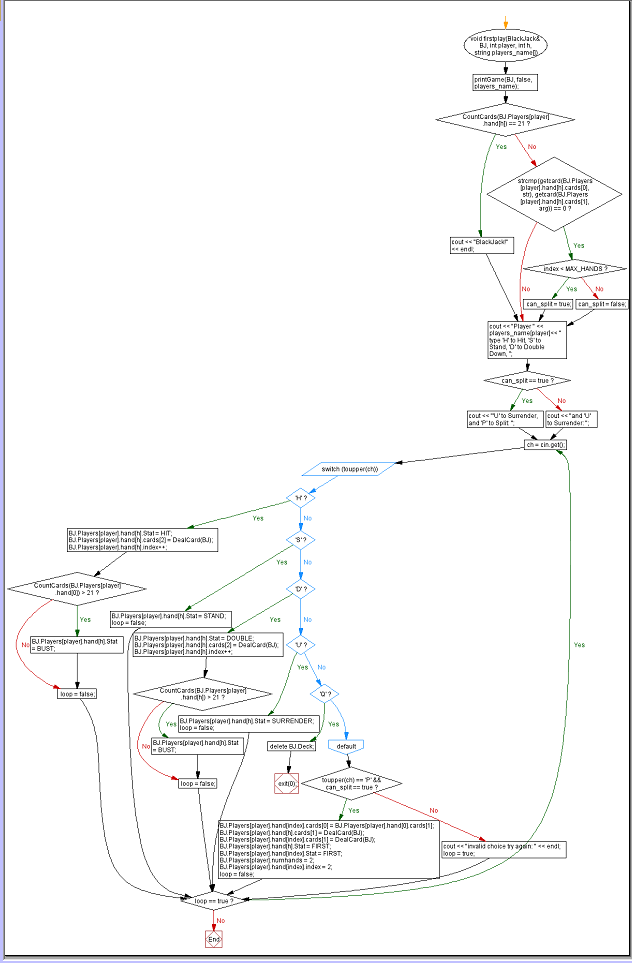 void firstplay(BlackJack&
BJ, int player, int h,
string players_name[])
printGame(BJ, false,
players_name);
CountCards(BJ.Players[player]
.hand[h]) == 21 ?
Yes
No
strcmp(getcard(BJ.Players
[player].hand[h].cards[0],
str), getcard(BJ.Players
[player].hand[h].cards[1],
arg)) == 0 ?
cout << "BlackJack!"
<< endl;
Yes
index < MAX_HANDS ?
No
Yes
No
can_split = true;
can_split = false;
cout << "Player " <<
players_name[player]<< "
type 'H' to Hit, 'S' to
Stand, 'D' to Double
Down, ";
can_split == true ?
Yes
No
cout << "'U' to Surrender,
and 'P' to Split: ";
cout << "and 'U'
to Surrender: ";
ch = cin.get();
switch (toupper(ch))
'H' ?
Yes
No
BJ.Players[player].hand[h].Stat = HIT;
BJ.Players[player].hand[h].cards[2] = DealCard(BJ);
BJ.Players[player].hand[h].index++;
'S' ?
Yes
No
CountCards(BJ.Players[player]
.hand[0]) > 21 ?
'D' ?
Yes
No
BJ.Players[player].hand[h].Stat = STAND;
loop = false;
Yes
No
BJ.Players[player].hand[h].Stat
= BUST;
BJ.Players[player].hand[h].Stat = DOUBLE;
BJ.Players[player].hand[h].cards[2] = DealCard(BJ);
BJ.Players[player].hand[h].index++;
'U' ?
Yes
No
Yes
loop = false;
CountCards(BJ.Players[player]
.hand[h]) > 21 ?
'Q' ?
Yes
No
BJ.Players[player].hand[h].Stat = SURRENDER;
loop = false;
Yes
No
BJ.Players[player].hand[h].Stat
= BUST;
delete BJ.Deck;
default
loop = false;
exit(0);
toupper(ch) == 'P' &&
can_split == true ?
Yes
No
BJ.Players[player].hand[index].cards[0] = BJ.Players[player].hand[0].cards[1];
BJ.Players[player].hand[h].cards[1] = DealCard(BJ);
BJ.Players[player].hand[index].cards[1] = DealCard(BJ);
BJ.Players[player].hand[h].Stat = FIRST;
BJ.Players[player].hand[index].Stat = FIRST;
BJ.Players[player].numhands = 2;
BJ.Players[player].hand[index].index = 2;
loop = false;
cout << "invalid choice try again: " << endl;
loop = true;
loop == true ?
No
End